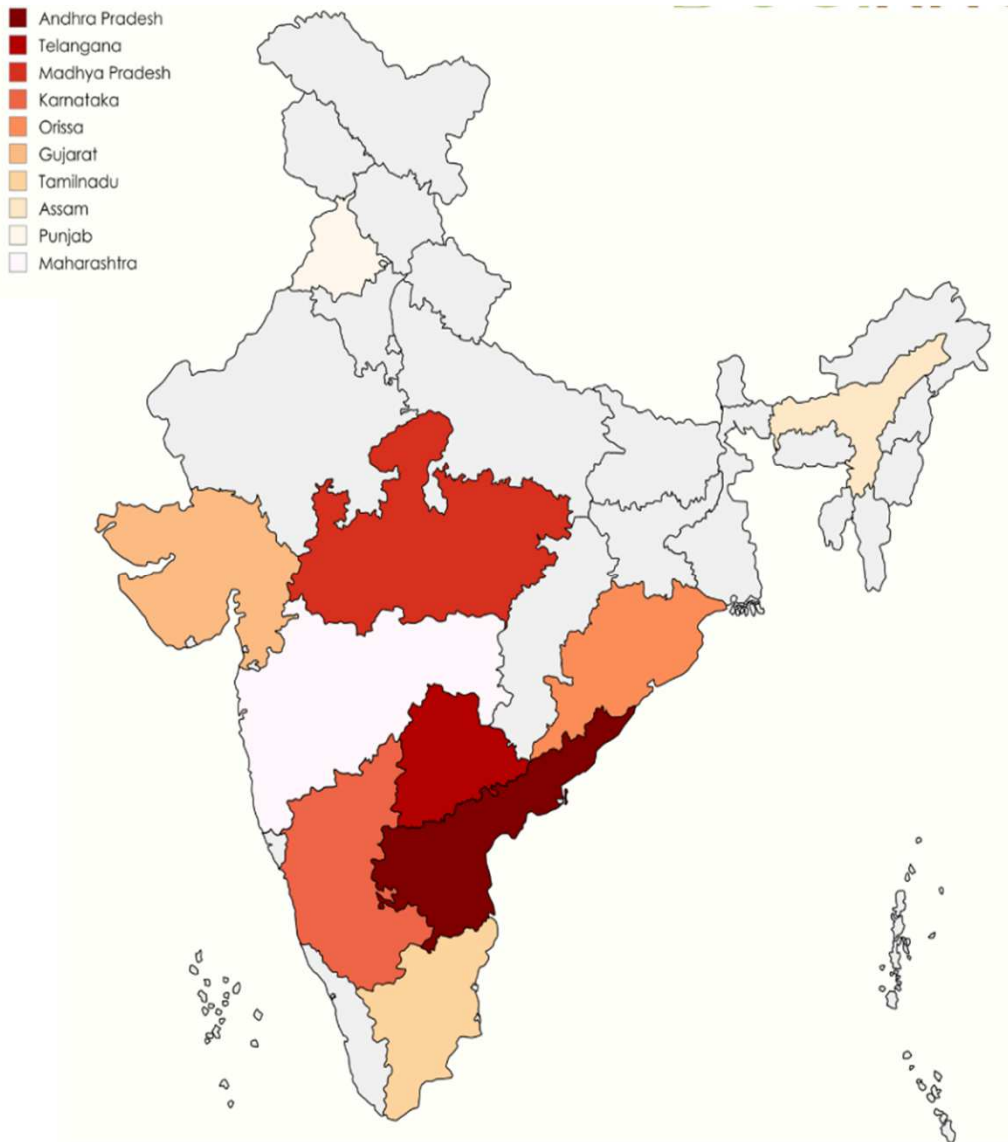 Andhra Pradesh
Telangana
Madhya Pradesh
Karnataka
Orissa
Gujarat
Tamilnadu
Assam
Punjab
Maharashtra